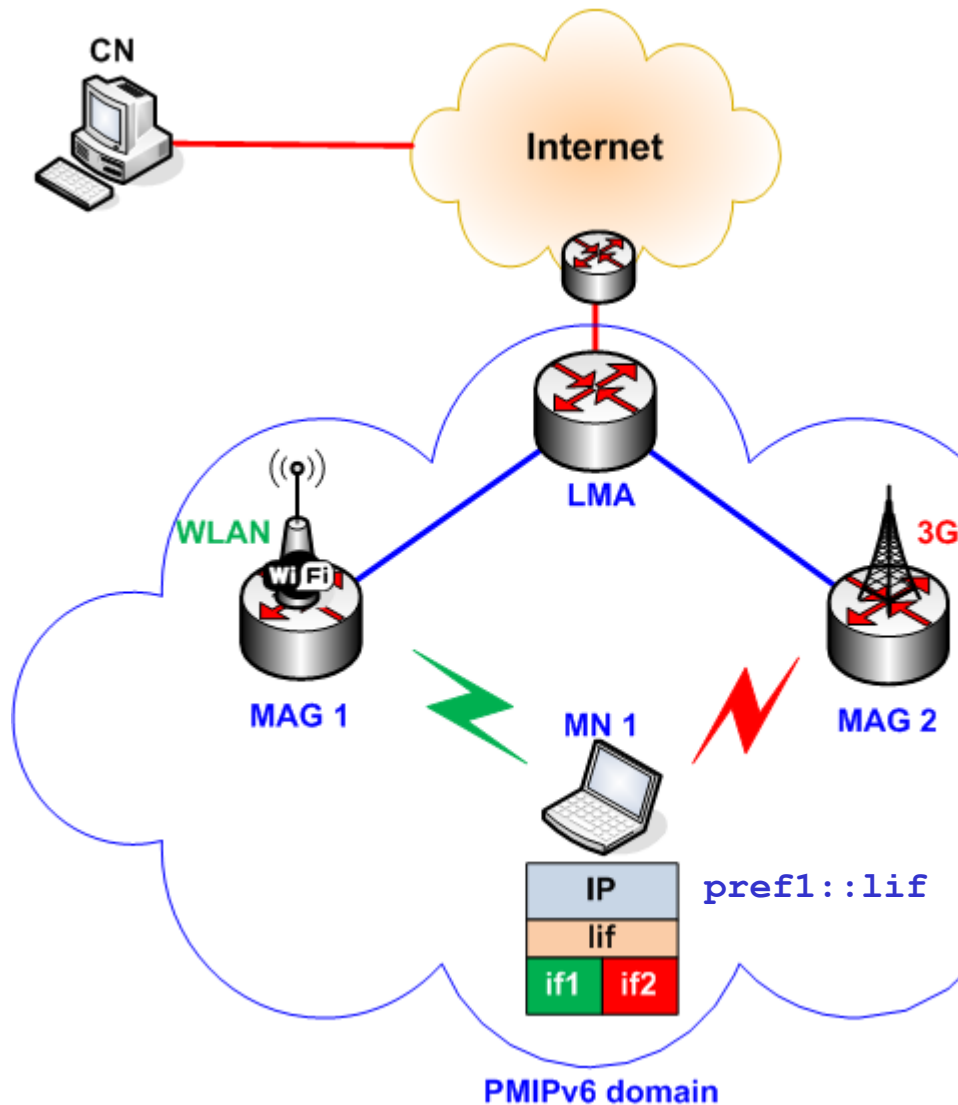 CN
Internet
LMA
WLAN
3G
Wi Fi
MAG 1
MAG 2
MN 1
IP
pref1::lif
lif
if1 if2
PMIPv6 domain